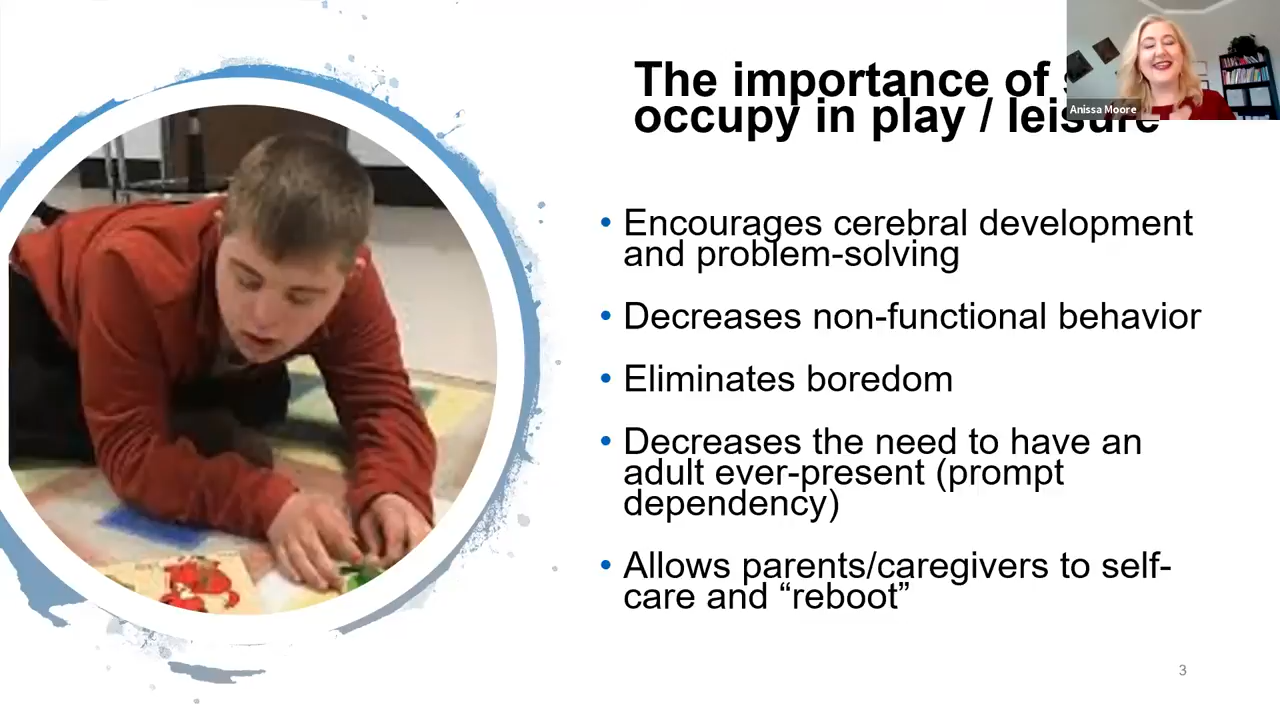 The importance of
occupy in play / leisure
Anissa Moore
• Encourages cerebral development
and problem-solving
• Decreases non-functional behavior
• Eliminates boredom
• Decreases the need to have an
adult ever-present (prompt
dependency)
• Allows parents/caregivers to self-
care and “reboot”
3